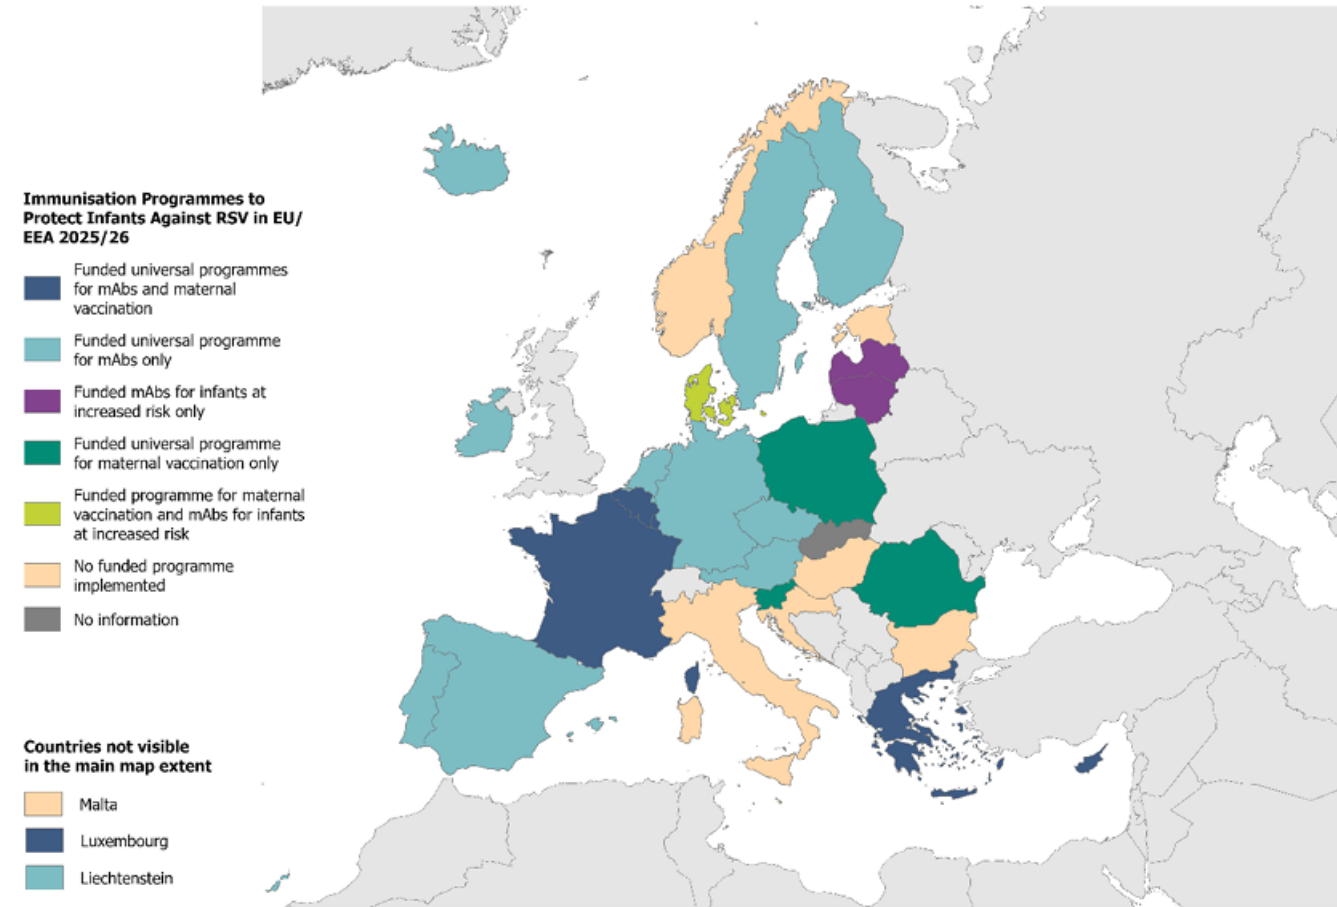 Immunisation Programmes to
Protect Infants Against RSV in EU/
EEA 2025/26
Funded universal programmes
for mAbs and maternal
vaccination
Funded universal programme
for mAbs only
Funded mAbs for infants at
increased risk only
Funded universal programme
for maternal vaccination only
Funded programme for maternal
vaccination and mAbs for infants
at increased risk
No funded programme
implemented
No information
Countries not visible
in the main map extent
Malta
Luxembourg
Liechtenstein